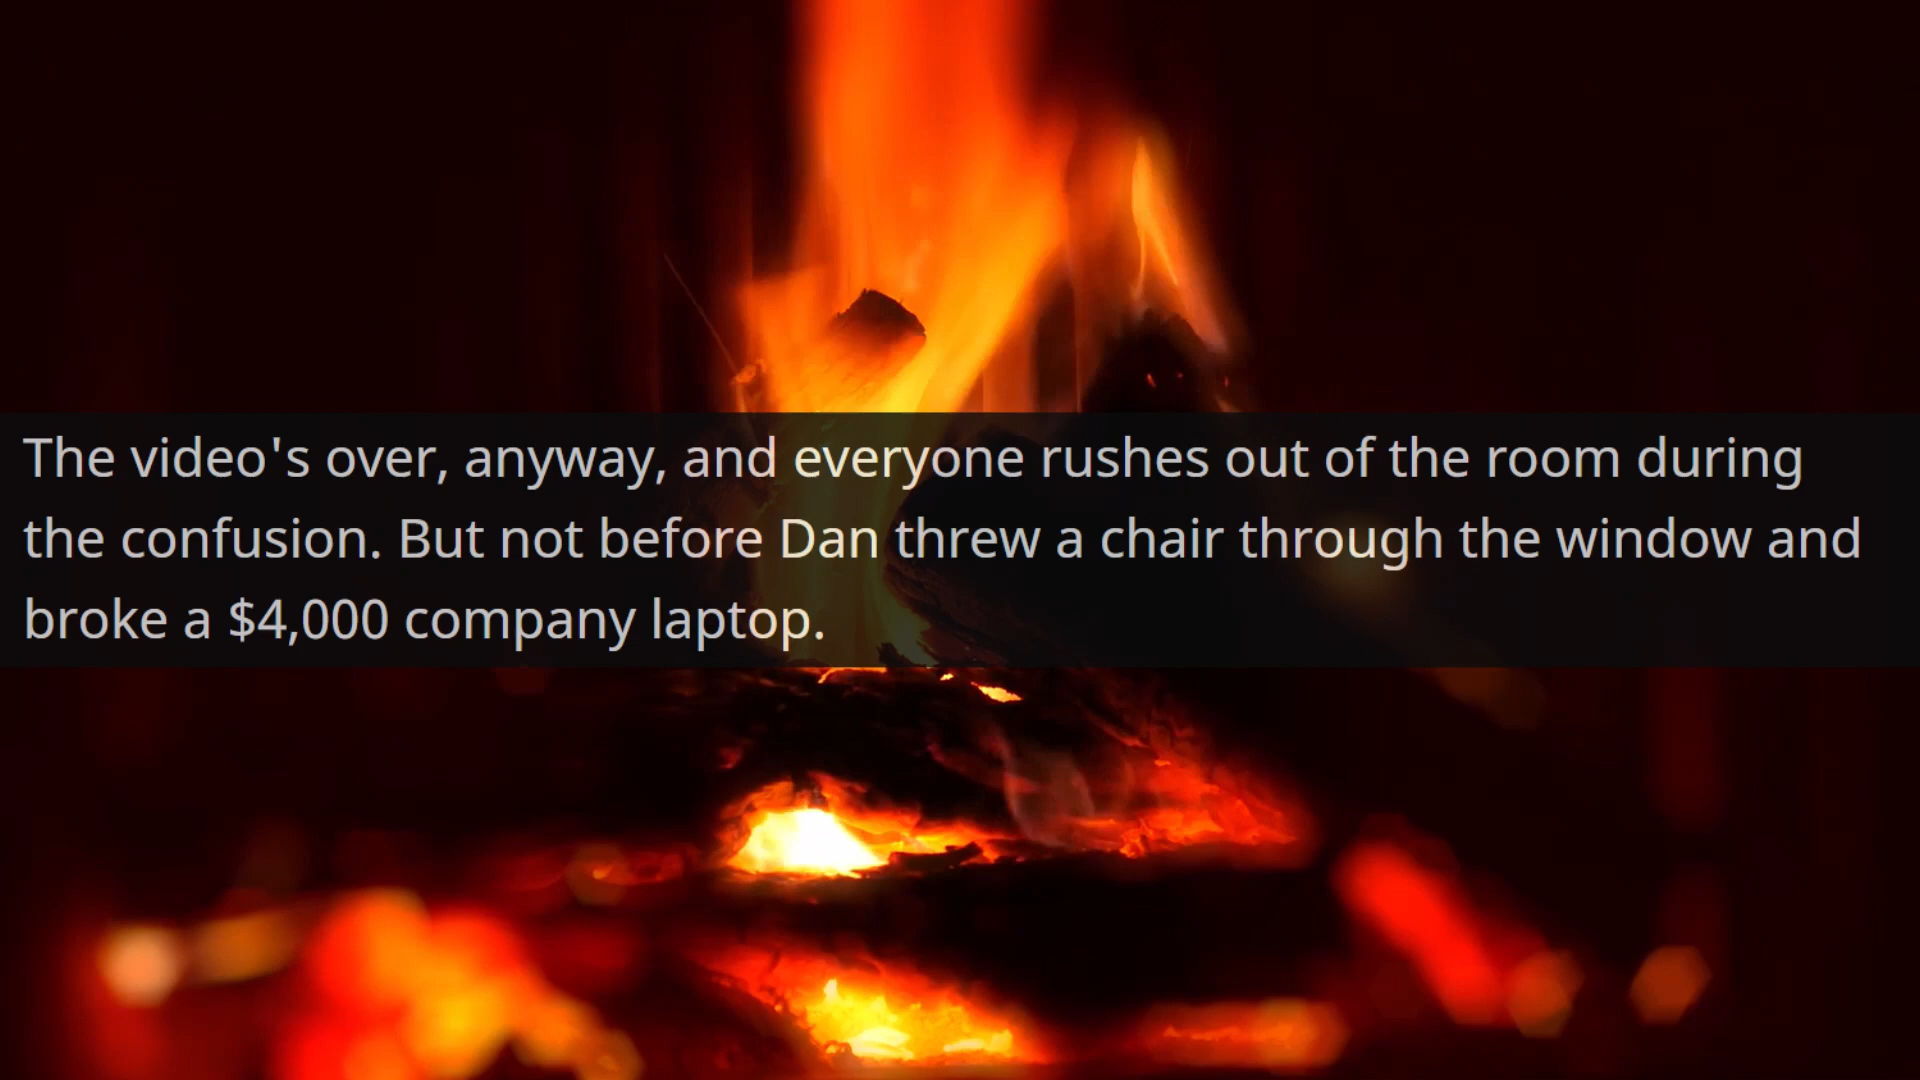 The video's over, anyway, and everyone rushes out of the room during
the confusion. But not before Dan threw a chair through the window and
broke a $4,000 company laptop.